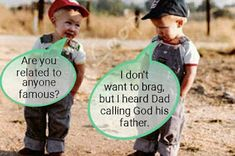 Are you
related to
anyone
famous?
I don't
want to brag,
but I heard Dad
calling God his
father.